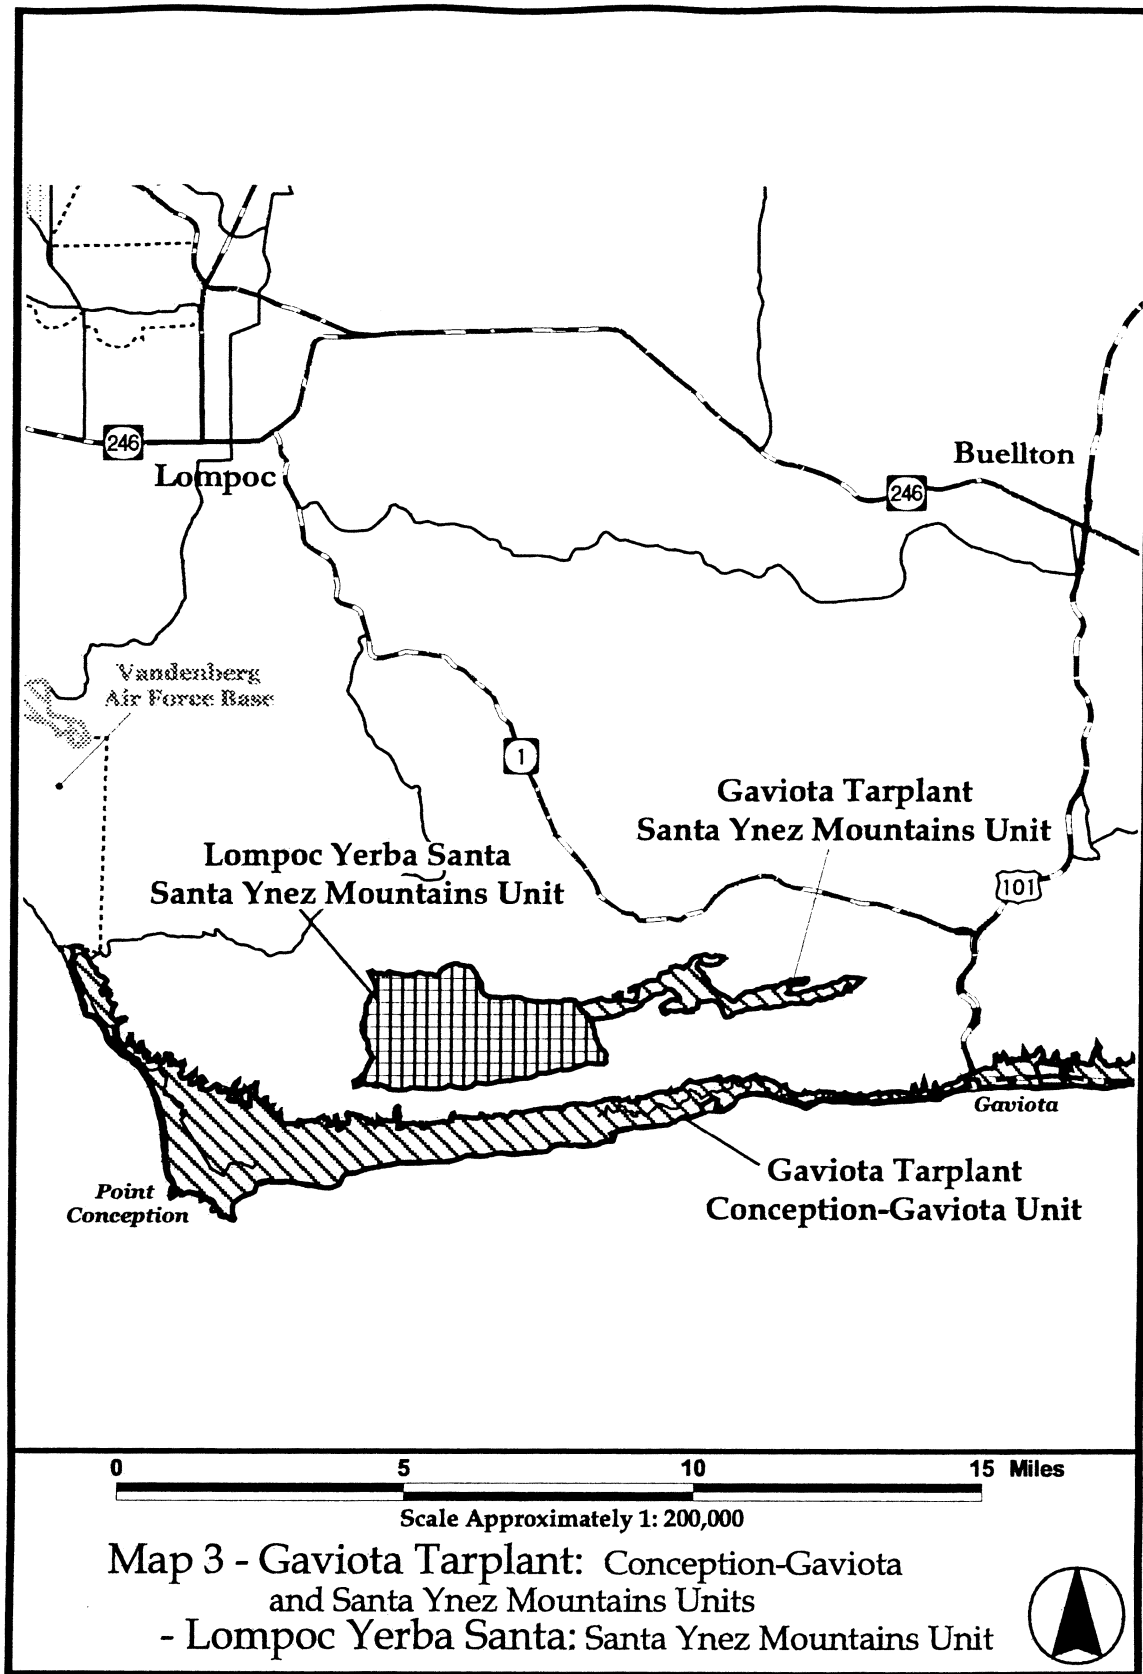 246
Lompoc
Buellton
246
Vandenberg
Air Force Base
1
Gaviota Tarplant
Santa Ynez Mountains Unit
Lompoc Yerba Santa
Santa Ynez Mountains Unit
101
Gaviota
Point
Conception
Gaviota Tarplant
Conception-Gaviota Unit
0 5 10 15 Miles
Scale Approximately 1: 200,000
Map 3 - Gaviota Tarplant: Conception-Gaviota
and Santa Ynez Mountains Units
- Lompoc Yerba Santa: Santa Ynez Mountains Unit